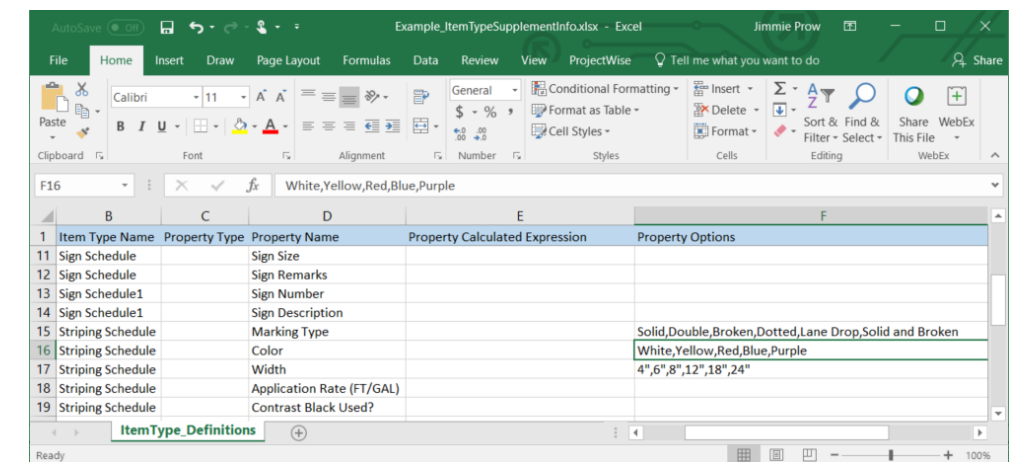 AutoSave Off Example_ItemTypeSupplementInfo.xlsx - Excel Jimmie Prow
File Home Insert Draw Page Layout Formulas Data Review View ProjectWise Tell me what you want to do Share
Paste
Calibri 11 A A
B I U A
General
$ % ,
.0 .00
.00 .0
Conditional Formatting
Format as Table
Cell Styles
Insert
Delete
Format
Σ
A
Z
Sort & Find &
Filter Select
Share
This File
WebEx
Clipboard Font Alignment Number Styles Cells Editing WebEx
F16 fx White,Yellow,Red,Blue,Purple
B C D E F
1 Item Type Name Property Type Property Name Property Calculated Expression Property Options
11 Sign Schedule Sign Size
12 Sign Schedule Sign Remarks
13 Sign Schedule1 Sign Number
14 Sign Schedule1 Sign Description
15 Striping Schedule Marking Type Solid,Double,Broken,Dotted,Lane Drop,Solid and Broken
16 Striping Schedule Color White,Yellow,Red,Blue,Purple
17 Striping Schedule Width 4",6",8",12",18",24"
18 Striping Schedule Application Rate (FT/GAL)
19 Striping Schedule Contrast Black Used?
ItemType_Definitions
Ready 100%